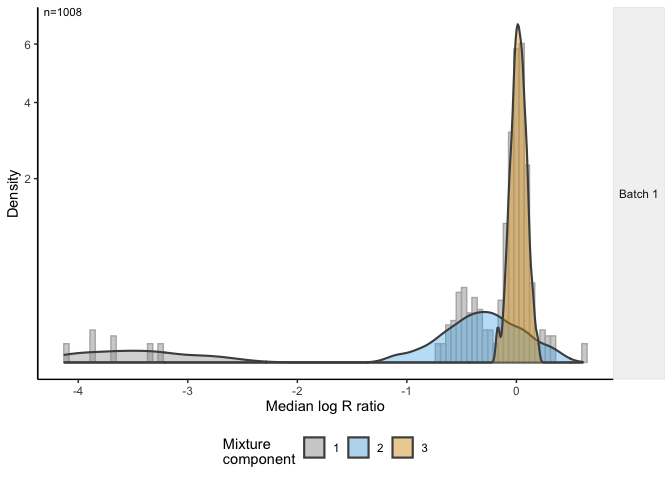 n=1008
6
4
2
Density
Batch 1
-4 -3 -2 -1 0
Median log R ratio
Mixture
component 1 2 3